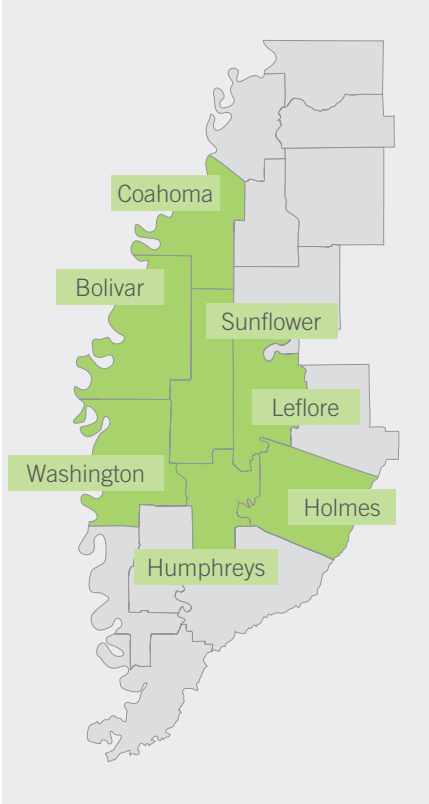 Coahoma
Bolivar
Sunflower
Leflore
Washington
Holmes
Humphreys